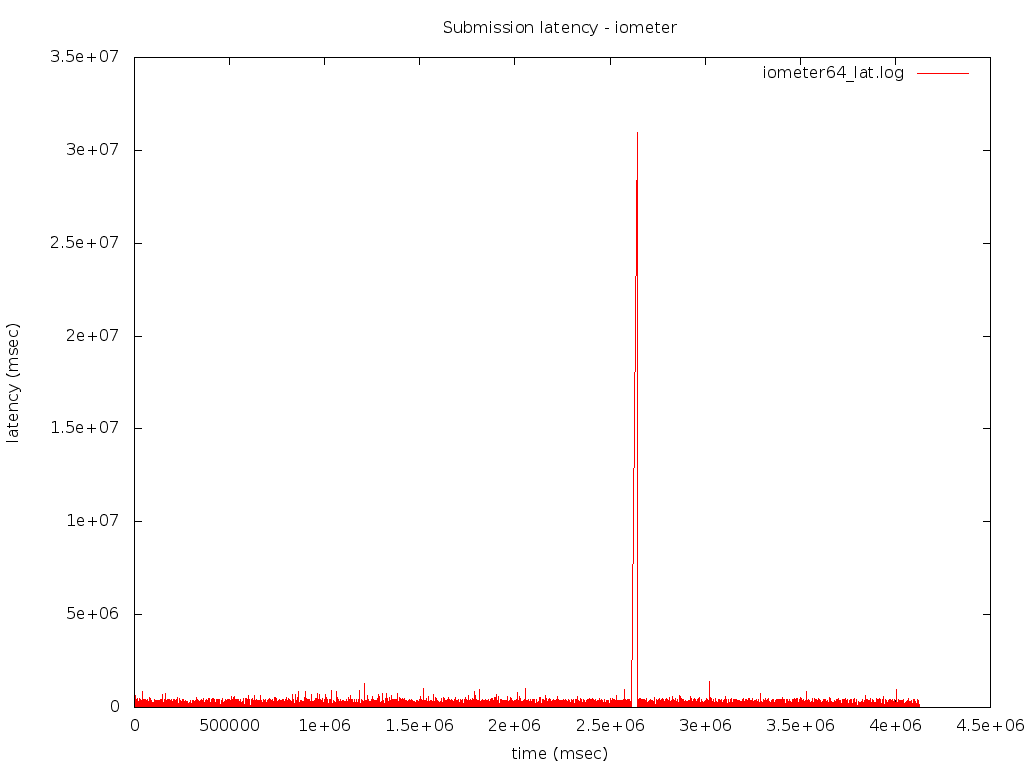 Submission latency - iometer
iometer64_lat.log
3.5e+07
3e+07
2.5e+07
2e+07
1.5e+07
1e+07
5e+06
0
latency (msec)
0 500000 1e+06 1.5e+06 2e+06 2.5e+06 3e+06 3.5e+06 4e+06 4.5e+06
time (msec)